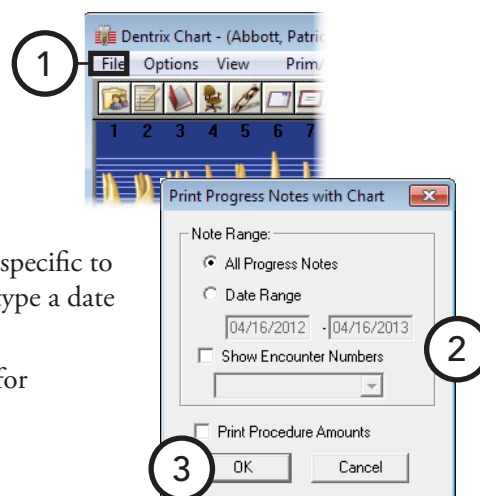 1
Dentrix Chart - (Abbott, Patric
File Options View Prim/
1 2 3 4 5 6 7
Print Progress Notes with Chart
Note Range:
All Progress Notes
Date Range
04/16/2012 - 04/16/2013
Show Encounter Numbers
2
Print Procedure Amounts
3
OK Cancel
specific to
type a date
for